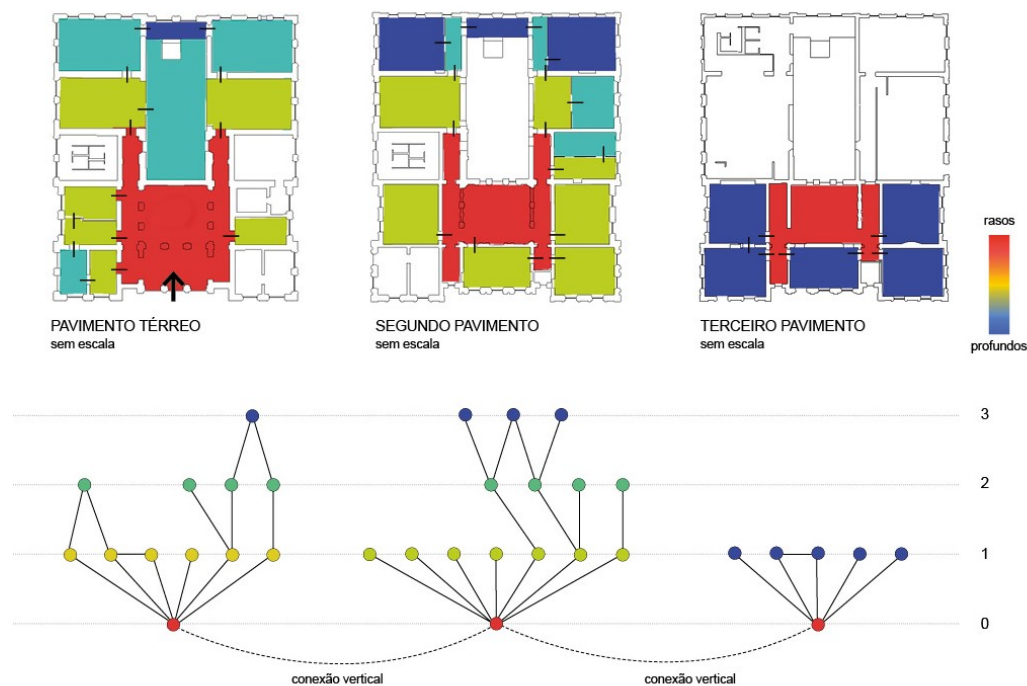 rasos
profundos
PAVIMENTO TÉRREO
sem escala
SEGUNDO PAVIMENTO
sem escala
TERCEIRO PAVIMENTO
sem escala
3
2
1
0
conexão vertical
conexão vertical